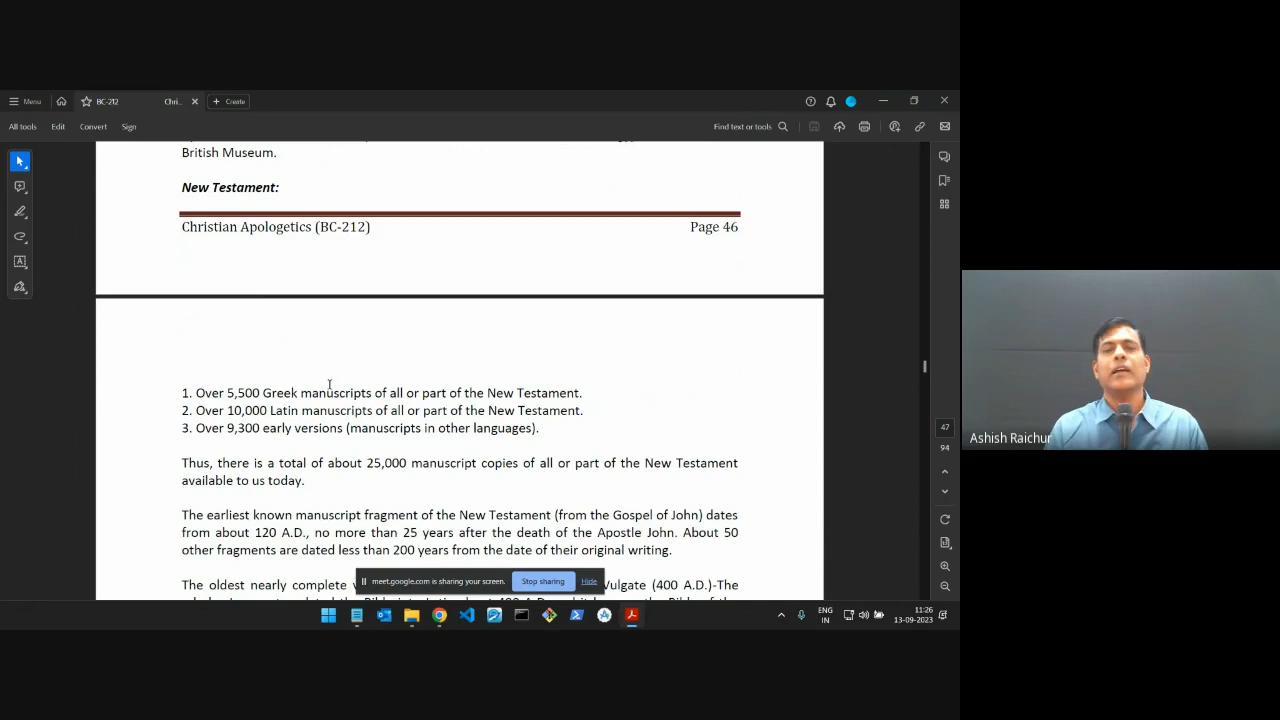 Menu
BC-212
Chri...
Create
All tools
Edit
Convert
Sign
Find text or tools
British Museum.
New Testament:
Christian Apologetics (BC-212)
Page 46
1. Over 5,500 Greek manuscripts of all or part of the New Testament.
2. Over 10,000 Latin manuscripts of all or part of the New Testament.
3. Over 9,300 early versions (manuscripts in other languages).
Thus, there is a total of about 25,000 manuscript copies of all or part of the New Testament
available to us today.
The earliest known manuscript fragment of the New Testament (from the Gospel of John) dates
from about 120 A.D., no more than 25 years after the death of the Apostle John. About 50
other fragments are dated less than 200 years from the date of their original writing.
The oldest nearly complete Vulgate (400 A.D.)-The
meet.google.com is sharing your screen.
Stop sharing
Hide
47
94
Ashish Raichur
ENG
IN
11:26
13-09-2023